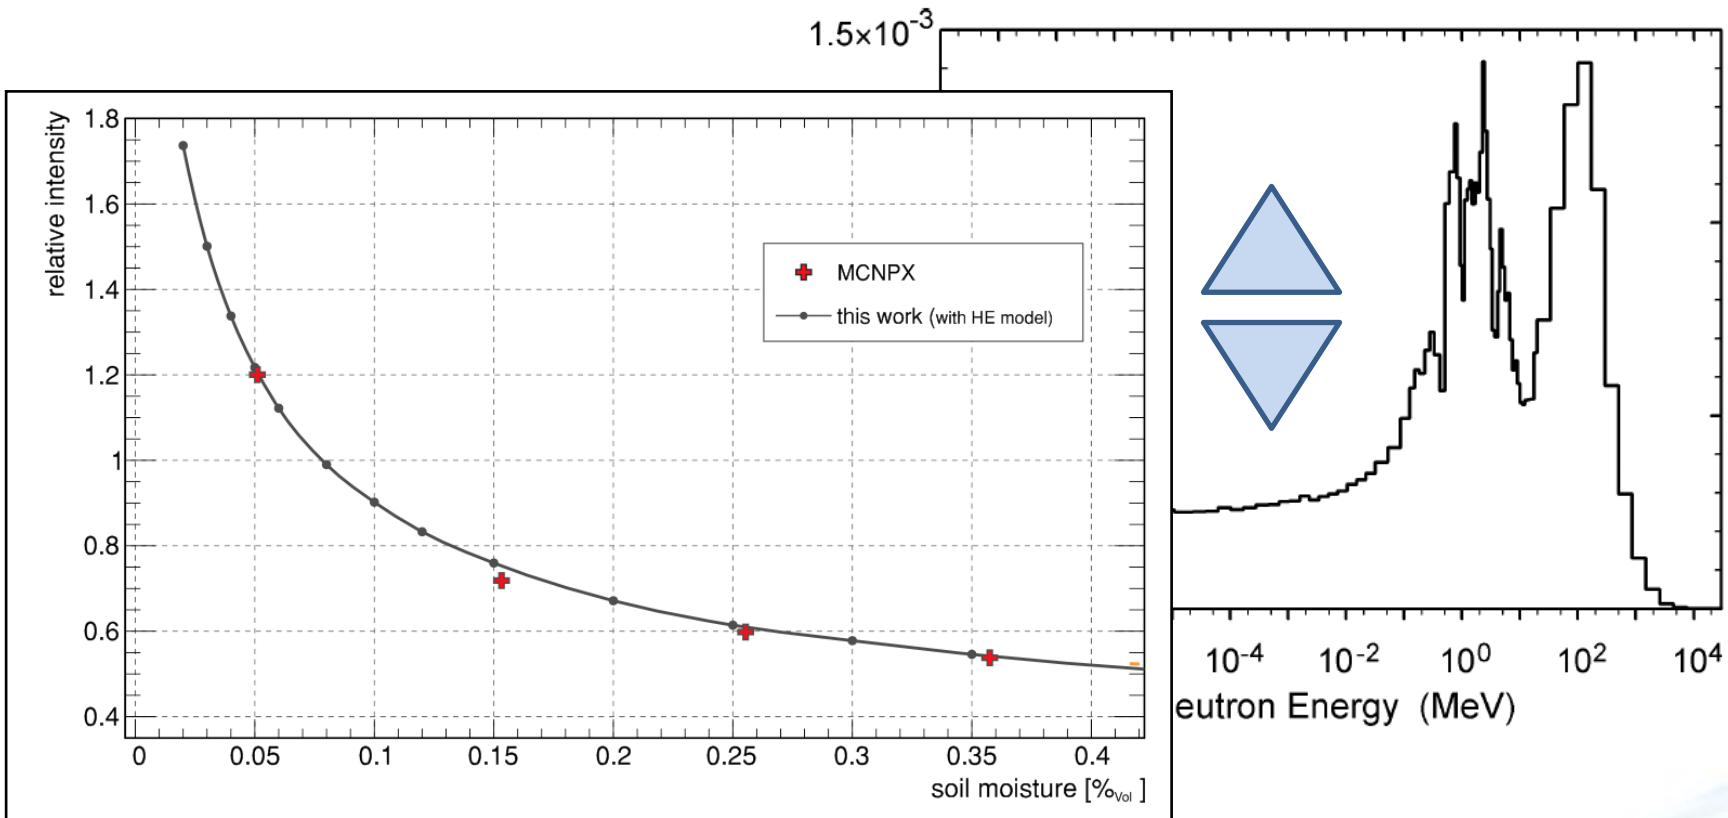 1.5×10⁻³
relative intensity
1.8
1.6
1.4
1.2
1
0.8
0.6
0.4
MCNPX
this work (with HE model)
0 0.05 0.1 0.15 0.2 0.25 0.3 0.35 0.4
soil moisture [%Vol ]
10⁻⁴ 10⁻² 10⁰ 10² 10⁴
eutron Energy (MeV)